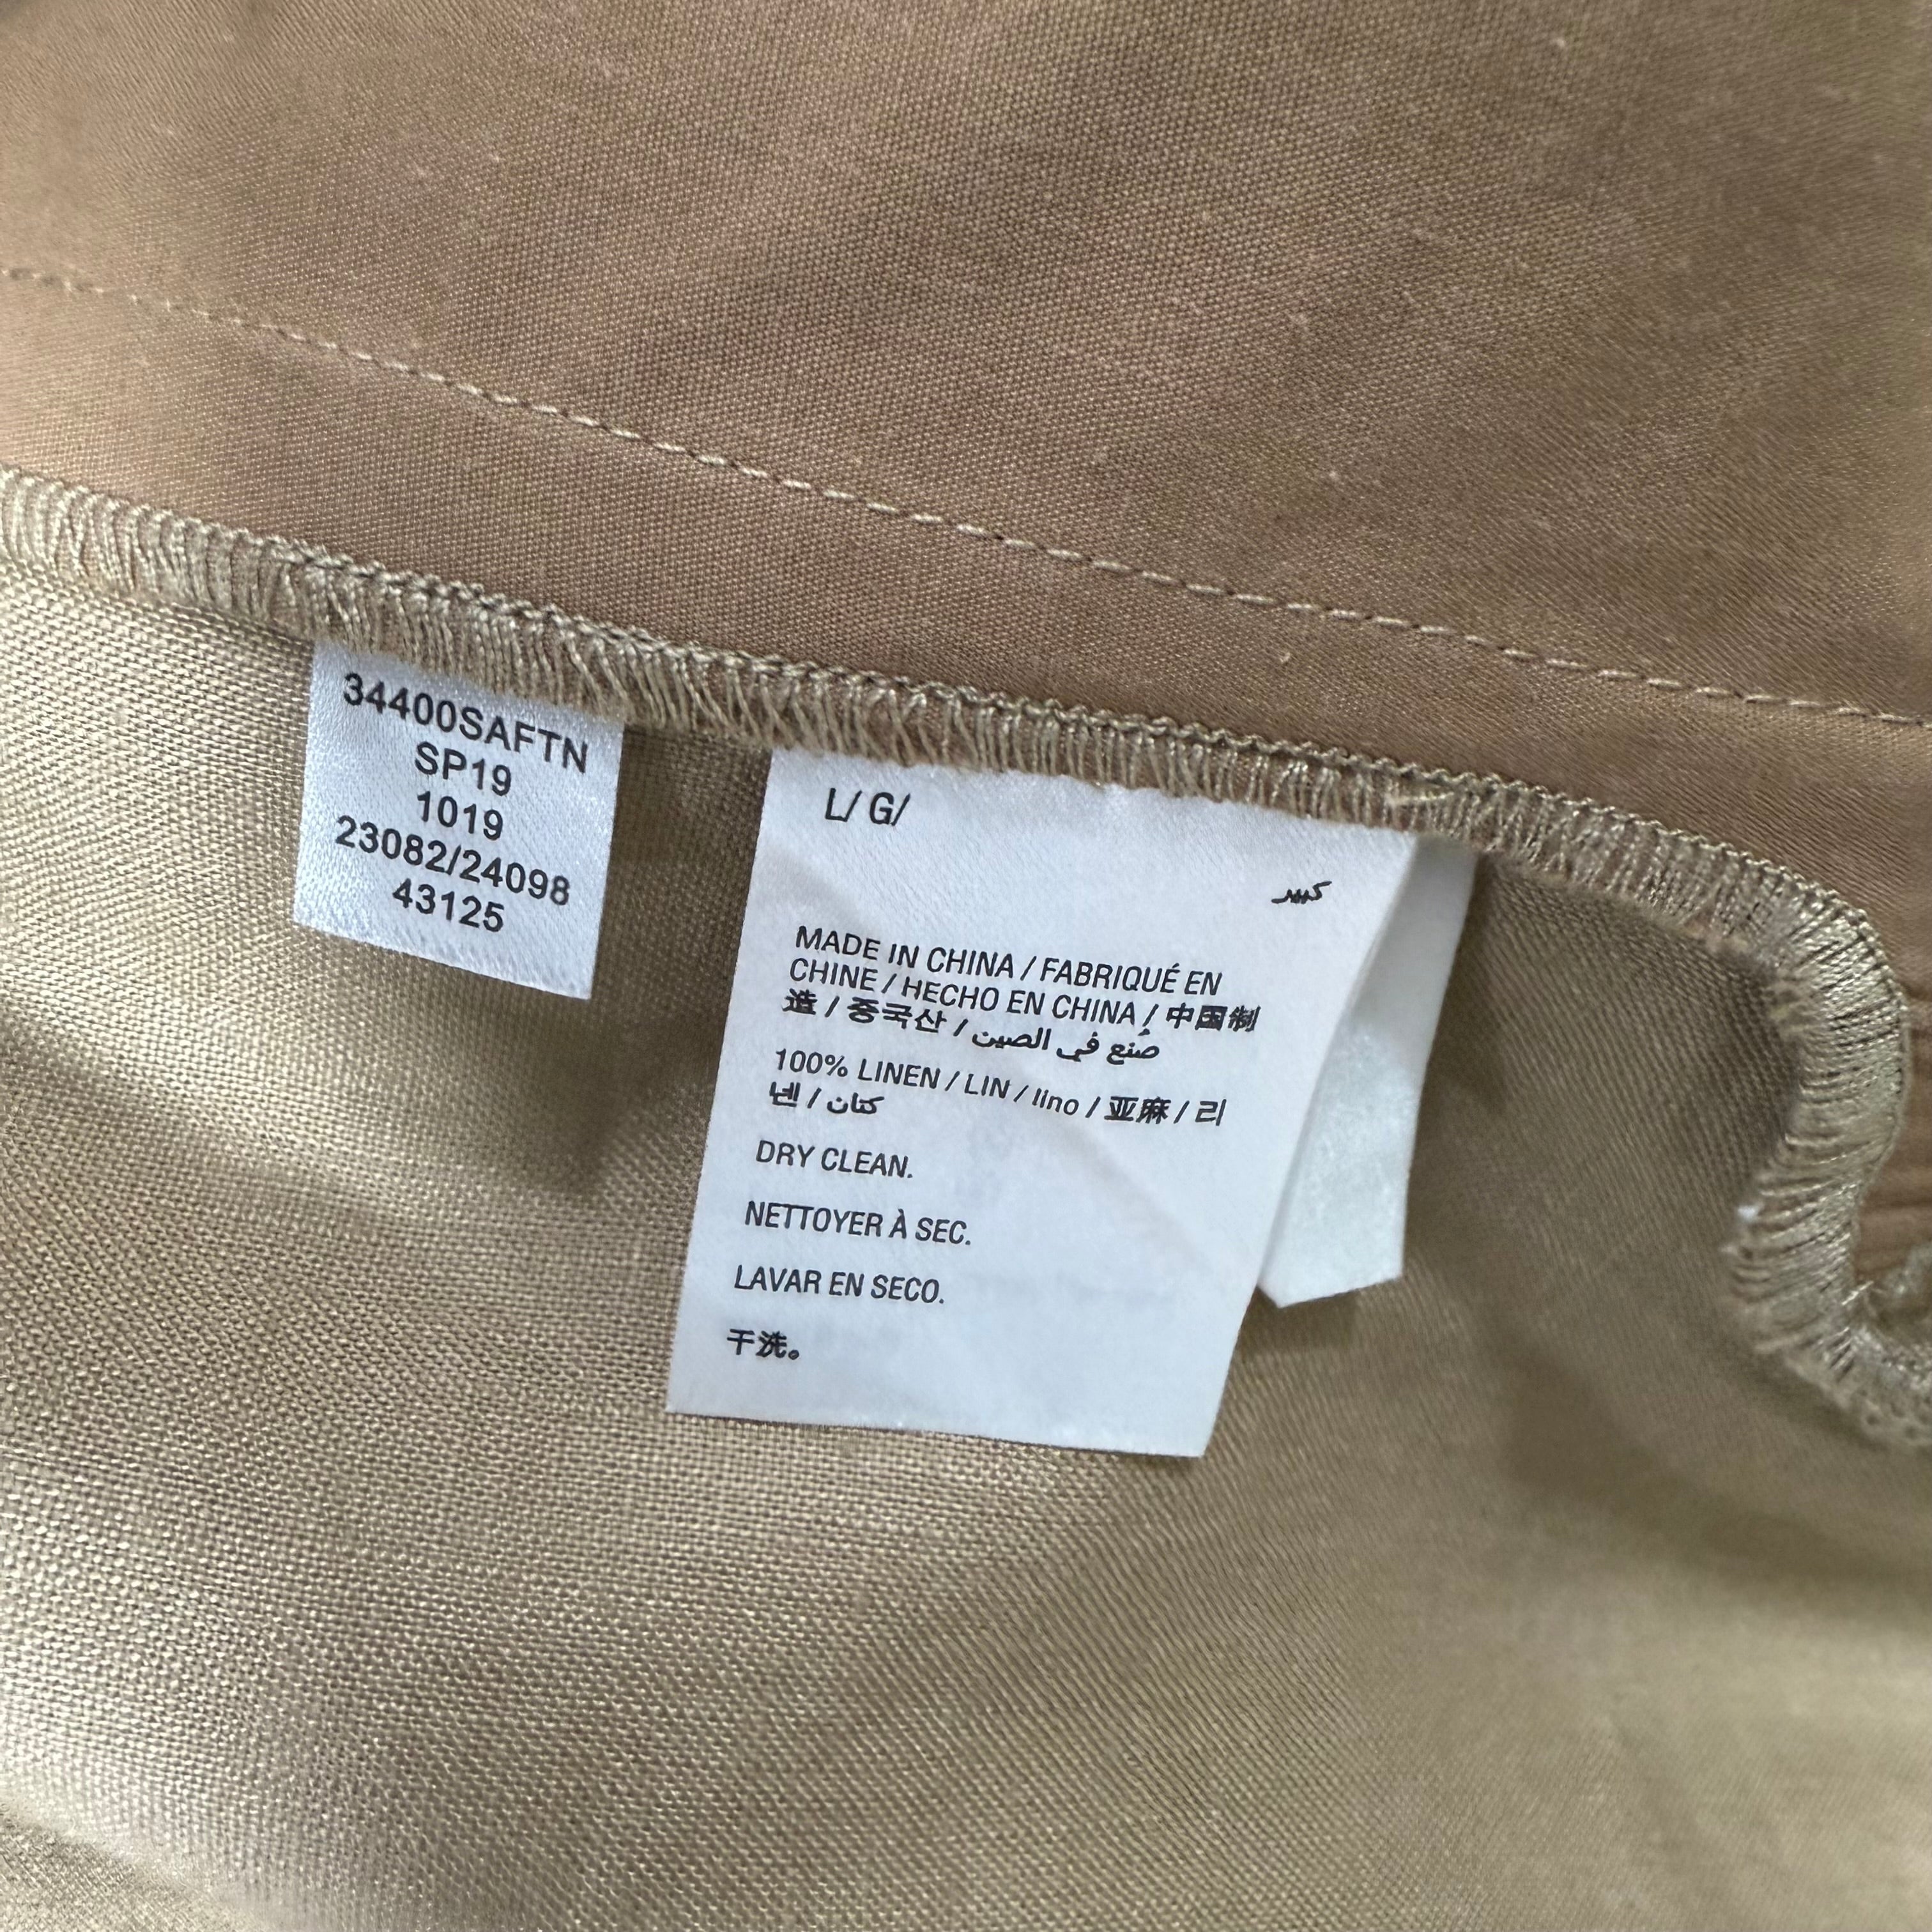 34400SAFTN
SP19
1019
23082/24098
43125
L/ G/
كبير
MADE IN CHINA / FABRIQUÉ EN
CHINE / HECHO EN CHINA / 中国制
造 / 중국산 / صُنع في الصين
100% LINEN / LIN / lino / 亚麻 / 리
넨 / كتان
DRY CLEAN.
NETTOYER À SEC.
LAVAR EN SECO.
干洗。